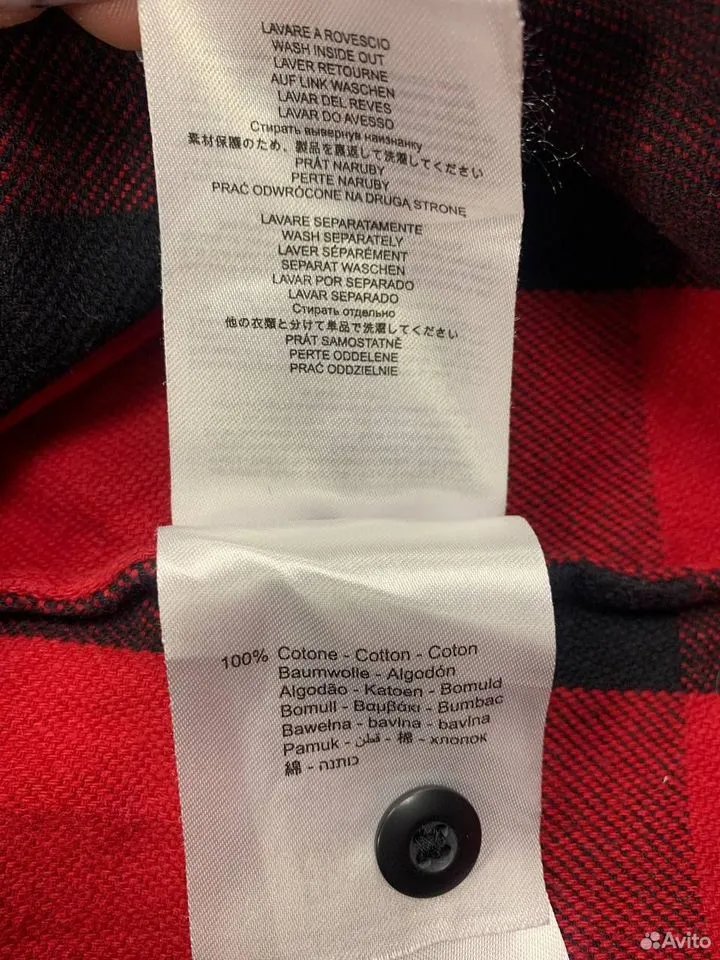 LAVARE A ROVESCIO
WASH INSIDE OUT
LAVER RETOURNE
AUF LINK WASCHEN
LAVAR DEL REVES
LAVAR DO AVESSO
Стирать вывернув наизнанку
素材保護のため、製品を裏返して洗濯してください
PRÁT NARUBY
PERTE NARUBY
PRAĆ ODWRÓCONE NA DRUGĄ STRONĘ
LAVARE SEPARATAMENTE
WASH SEPARATELY
LAVER SÉPARÉMENT
SEPARAT WASCHEN
LAVAR POR SEPARADO
LAVAR SEPARADO
Стирать отдельно
他の衣類と分けて単品で洗濯してください
PRÁT SAMOSTATNĚ
PERTE ODDELENE
PRAĆ ODDZIELNIE
100% Cotone - Cotton - Coton
Baumwolle - Algodón
Algodão - Katoen - Bomuld
Bomull - Βαμβάκι - Bumbac
Bawełna - bavlna - bavlna
Pamuk - قطن - 棉 - хлопок
綿 - כותנה
Avito